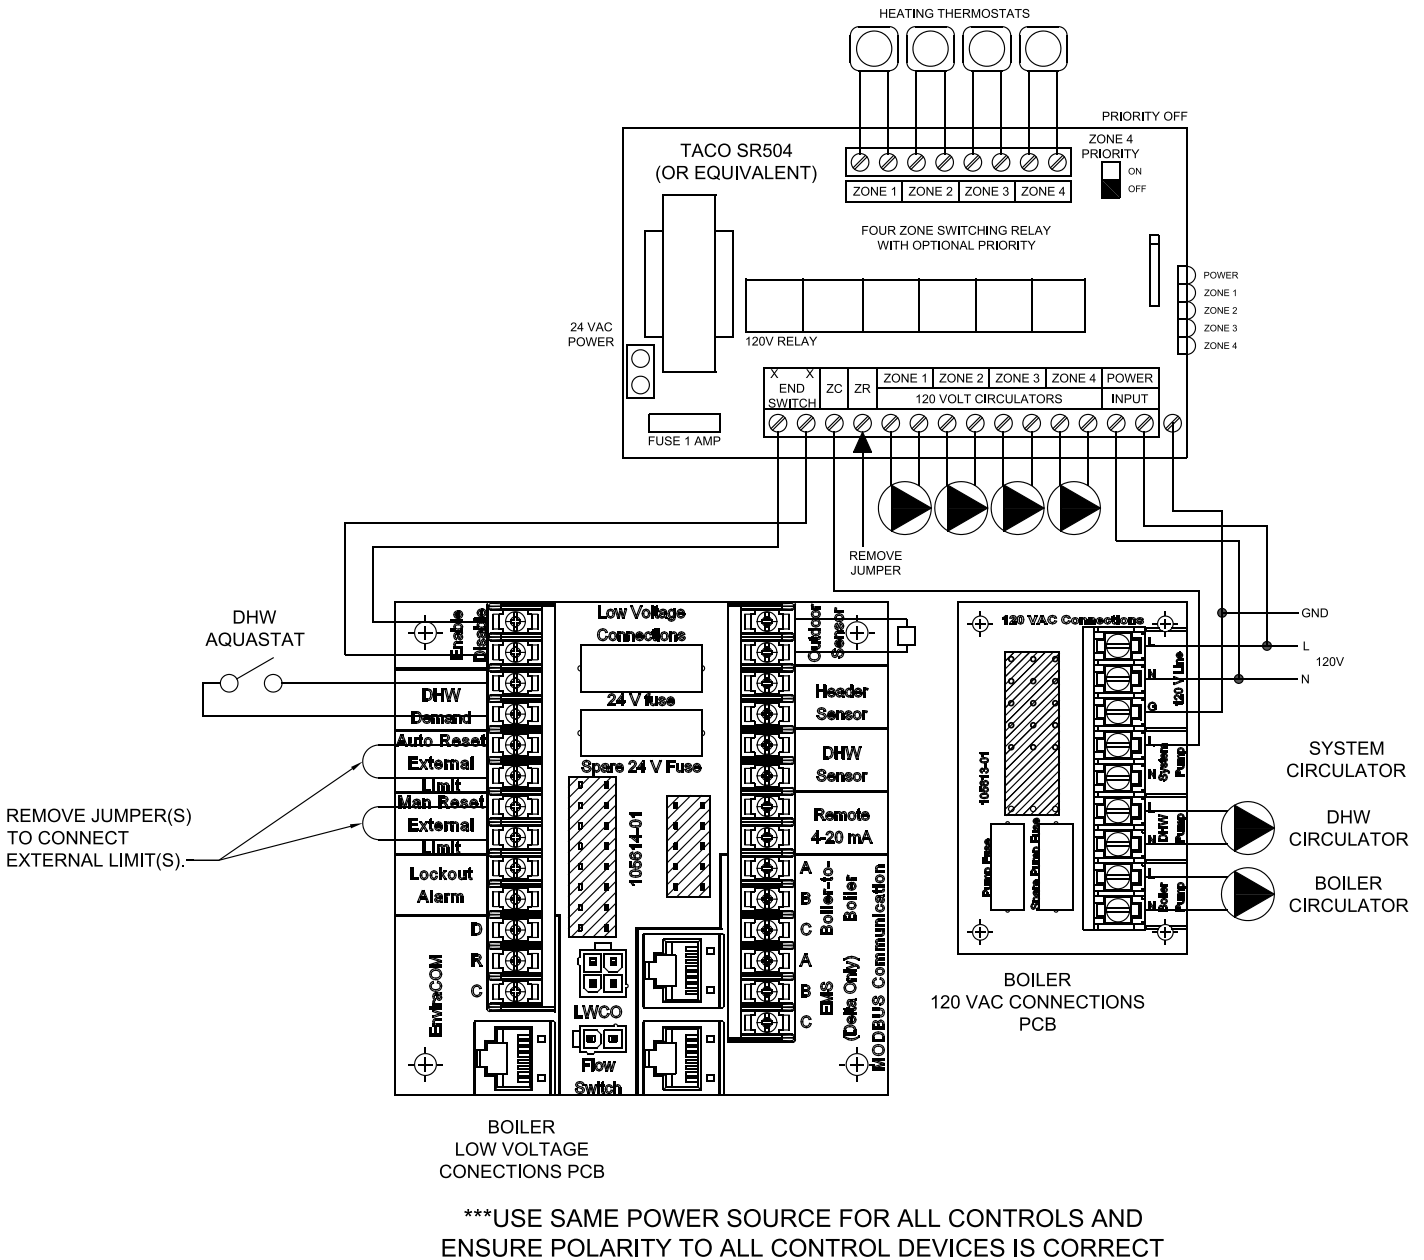 HEATING THERMOSTATS
PRIORITY OFF
TACO SR504
(OR EQUIVALENT)
ZONE 4
PRIORITY
ON
OFF
ZONE 1 ZONE 2 ZONE 3 ZONE 4
FOUR ZONE SWITCHING RELAY
WITH OPTIONAL PRIORITY
POWER
ZONE 1
ZONE 2
ZONE 3
ZONE 4
24 VAC
POWER
120V RELAY
X X
END
SWITCH
ZC
ZR
ZONE 1 ZONE 2 ZONE 3 ZONE 4 POWER
120 VOLT CIRCULATORS INPUT
FUSE 1 AMP
REMOVE
JUMPER
DHW
AQUASTAT
REMOVE JUMPER(S)
TO CONNECT
EXTERNAL LIMIT(S).
Enable
Disable
DHW
Demand
Auto Reset
External
Limit
Man Reset
External
Limit
Lockout
Alarm
D
R
C
EnviraCOM
Low Voltage
Connections
24 V fuse
Spare 24 V Fuse
105614-01
LWCO
Flow
Switch
Outdoor
Sensor
Header
Sensor
DHW
Sensor
Remote
4-20 mA
A
B
C
Boiler-to-
Boiler
A
B
C
EMS
(Delta Only)
MODBUS Communication
BOILER
LOW VOLTAGE
CONECTIONS PCB
120 VAC Connections
L
N
G
120 V Line
L
N
System
Pump
L
N
DHW
Pump
L
N
Boiler
Pump
105613-01
Pump Fuse
Spare Pump Fuse
BOILER
120 VAC CONNECTIONS
PCB
GND
L
120V
N
SYSTEM
CIRCULATOR
DHW
CIRCULATOR
BOILER
CIRCULATOR
***USE SAME POWER SOURCE FOR ALL CONTROLS AND
ENSURE POLARITY TO ALL CONTROL DEVICES IS CORRECT